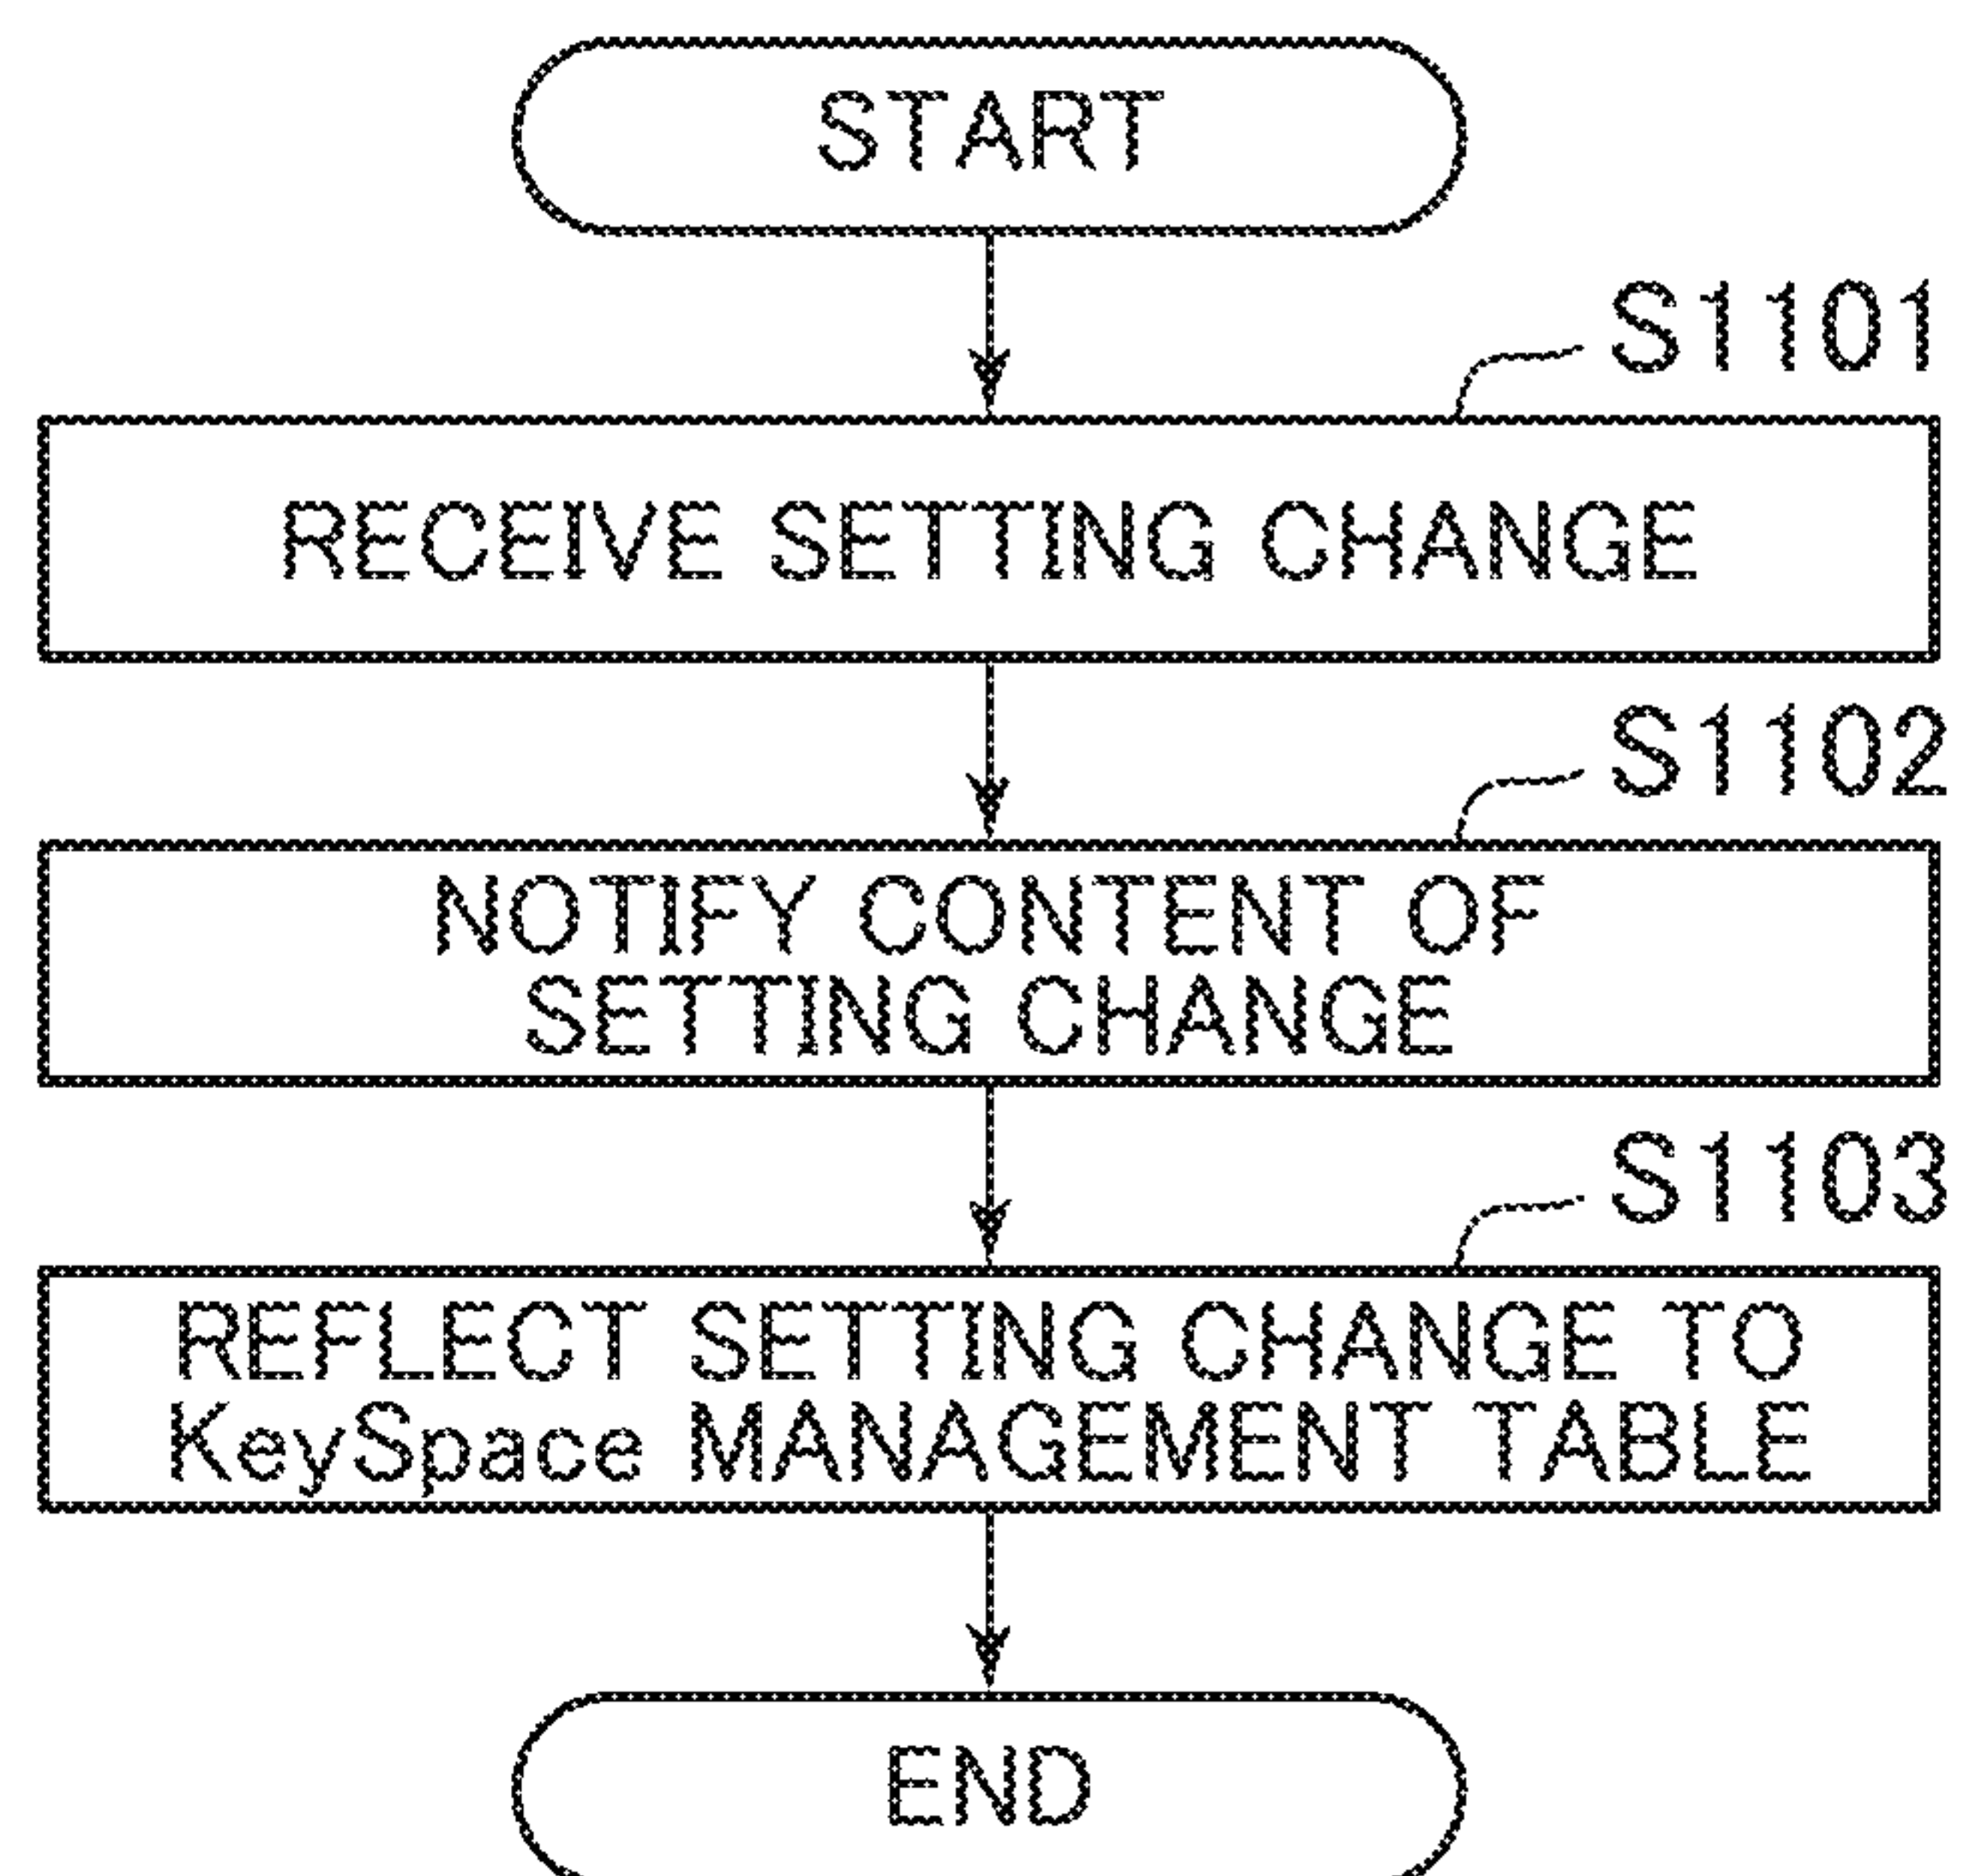 START
S1101
RECEIVE SETTING CHANGE
S1102
NOTIFY CONTENT OF
SETTING CHANGE
S1103
REFLECT SETTING CHANGE TO
KeySpace MANAGEMENT TABLE
END